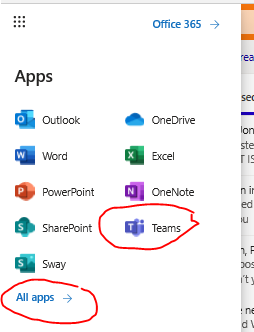 Office 365 →
Apps
Outlook
OneDrive
Word
Excel
PowerPoint
OneNote
SharePoint
Teams
Sway
All apps →